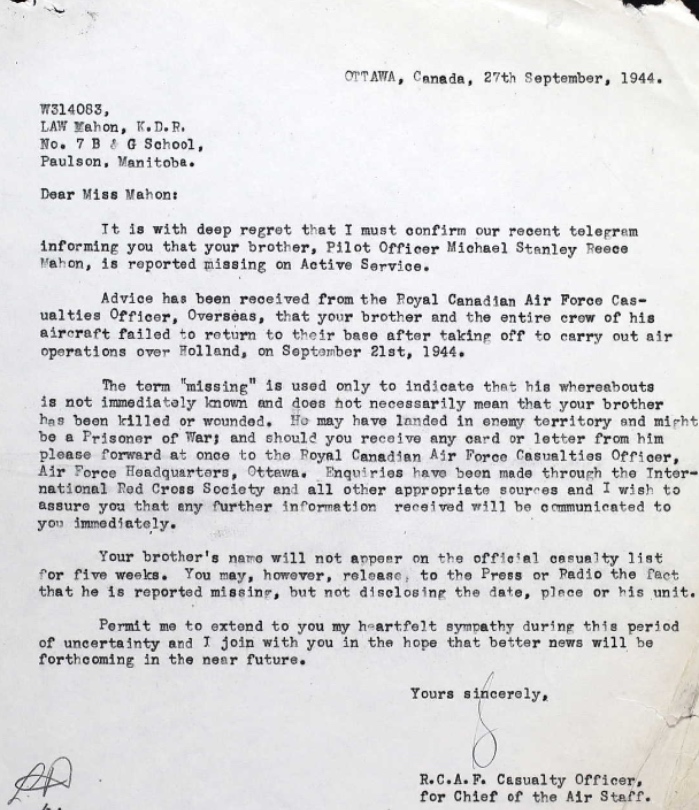 OTTAWA, Canada, 27th September, 1944.
W314083,
LAW Mahon, K.D.R.
No. 7 B & G School,
Paulson, Manitoba.
Dear Miss Mahon:
It is with deep regret that I must confirm our recent telegram
informing you that your brother, Pilot Officer Michael Stanley Reece
Mahon, is reported missing on Active Service.
Advice has been received from the Royal Canadian Air Force Cas-
ualties Officer, Overseas, that your brother and the entire crew of his
aircraft failed to return to their base after taking off to carry out air
operations over Holland, on September 21st, 1944.
The term "missing" is used only to indicate that his whereabouts
is not immediately known and does not necessarily mean that your brother
has been killed or wounded. He may have landed in enemy territory and might
be a Prisoner of War; and should you receive any card or letter from him
please forward at once to the Royal Canadian Air Force Casualties Officer,
Air Force Headquarters, Ottawa. Enquiries have been made through the Inter-
national Red Cross Society and all other appropriate sources and I wish to
assure you that any further information received will be communicated to
you immediately.
Your brother's name will not appear on the official casualty list
for five weeks. You may, however, release, to the Press or Radio the fact
that he is reported missing, but not disclosing the date, place or his unit.
Permit me to extend to you my heartfelt sympathy during this period
of uncertainty and I join with you in the hope that better news will be
forthcoming in the near future.
Yours sincerely,
R.C.A.F. Casualty Officer,
for Chief of the Air Staff.